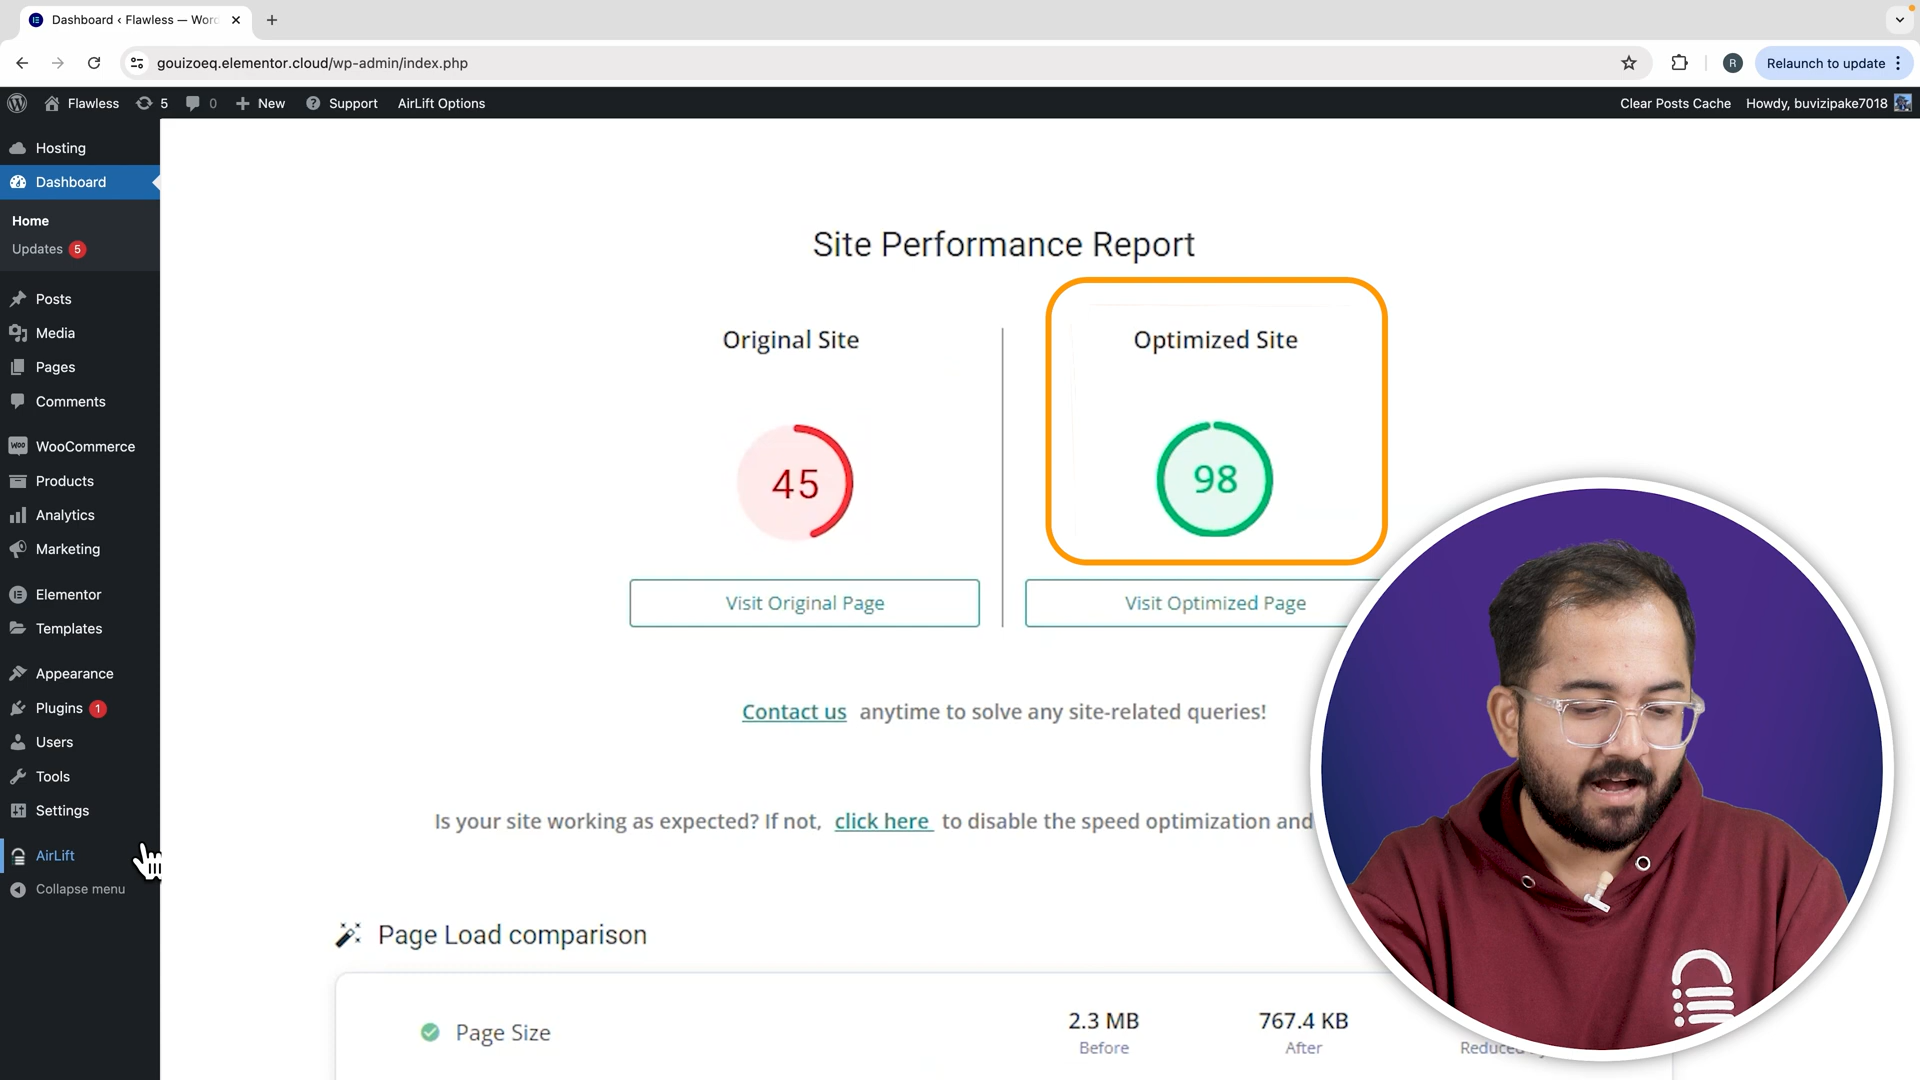 Dashboard ‹ Flawless — Wor
gouizoeq.elementor.cloud/wp-admin/index.php
R
Relaunch to update
Flawless
5
0
New
Support
AirLift Options
Clear Posts Cache
Howdy, buvizipake7018
Hosting
Dashboard
Home
Updates 5
Posts
Media
Pages
Comments
WooCommerce
Products
Analytics
Marketing
Elementor
Templates
Appearance
Plugins 1
Users
Tools
Settings
AirLift
Collapse menu
Site Performance Report
Original Site
Optimized Site
45
98
Visit Original Page
Visit Optimized Page
Contact us anytime to solve any site-related queries!
Is your site working as expected? If not, click here to disable the speed optimization and
Page Load comparison
Page Size
2.3 MB
767.4 KB
Before
After
Reduced